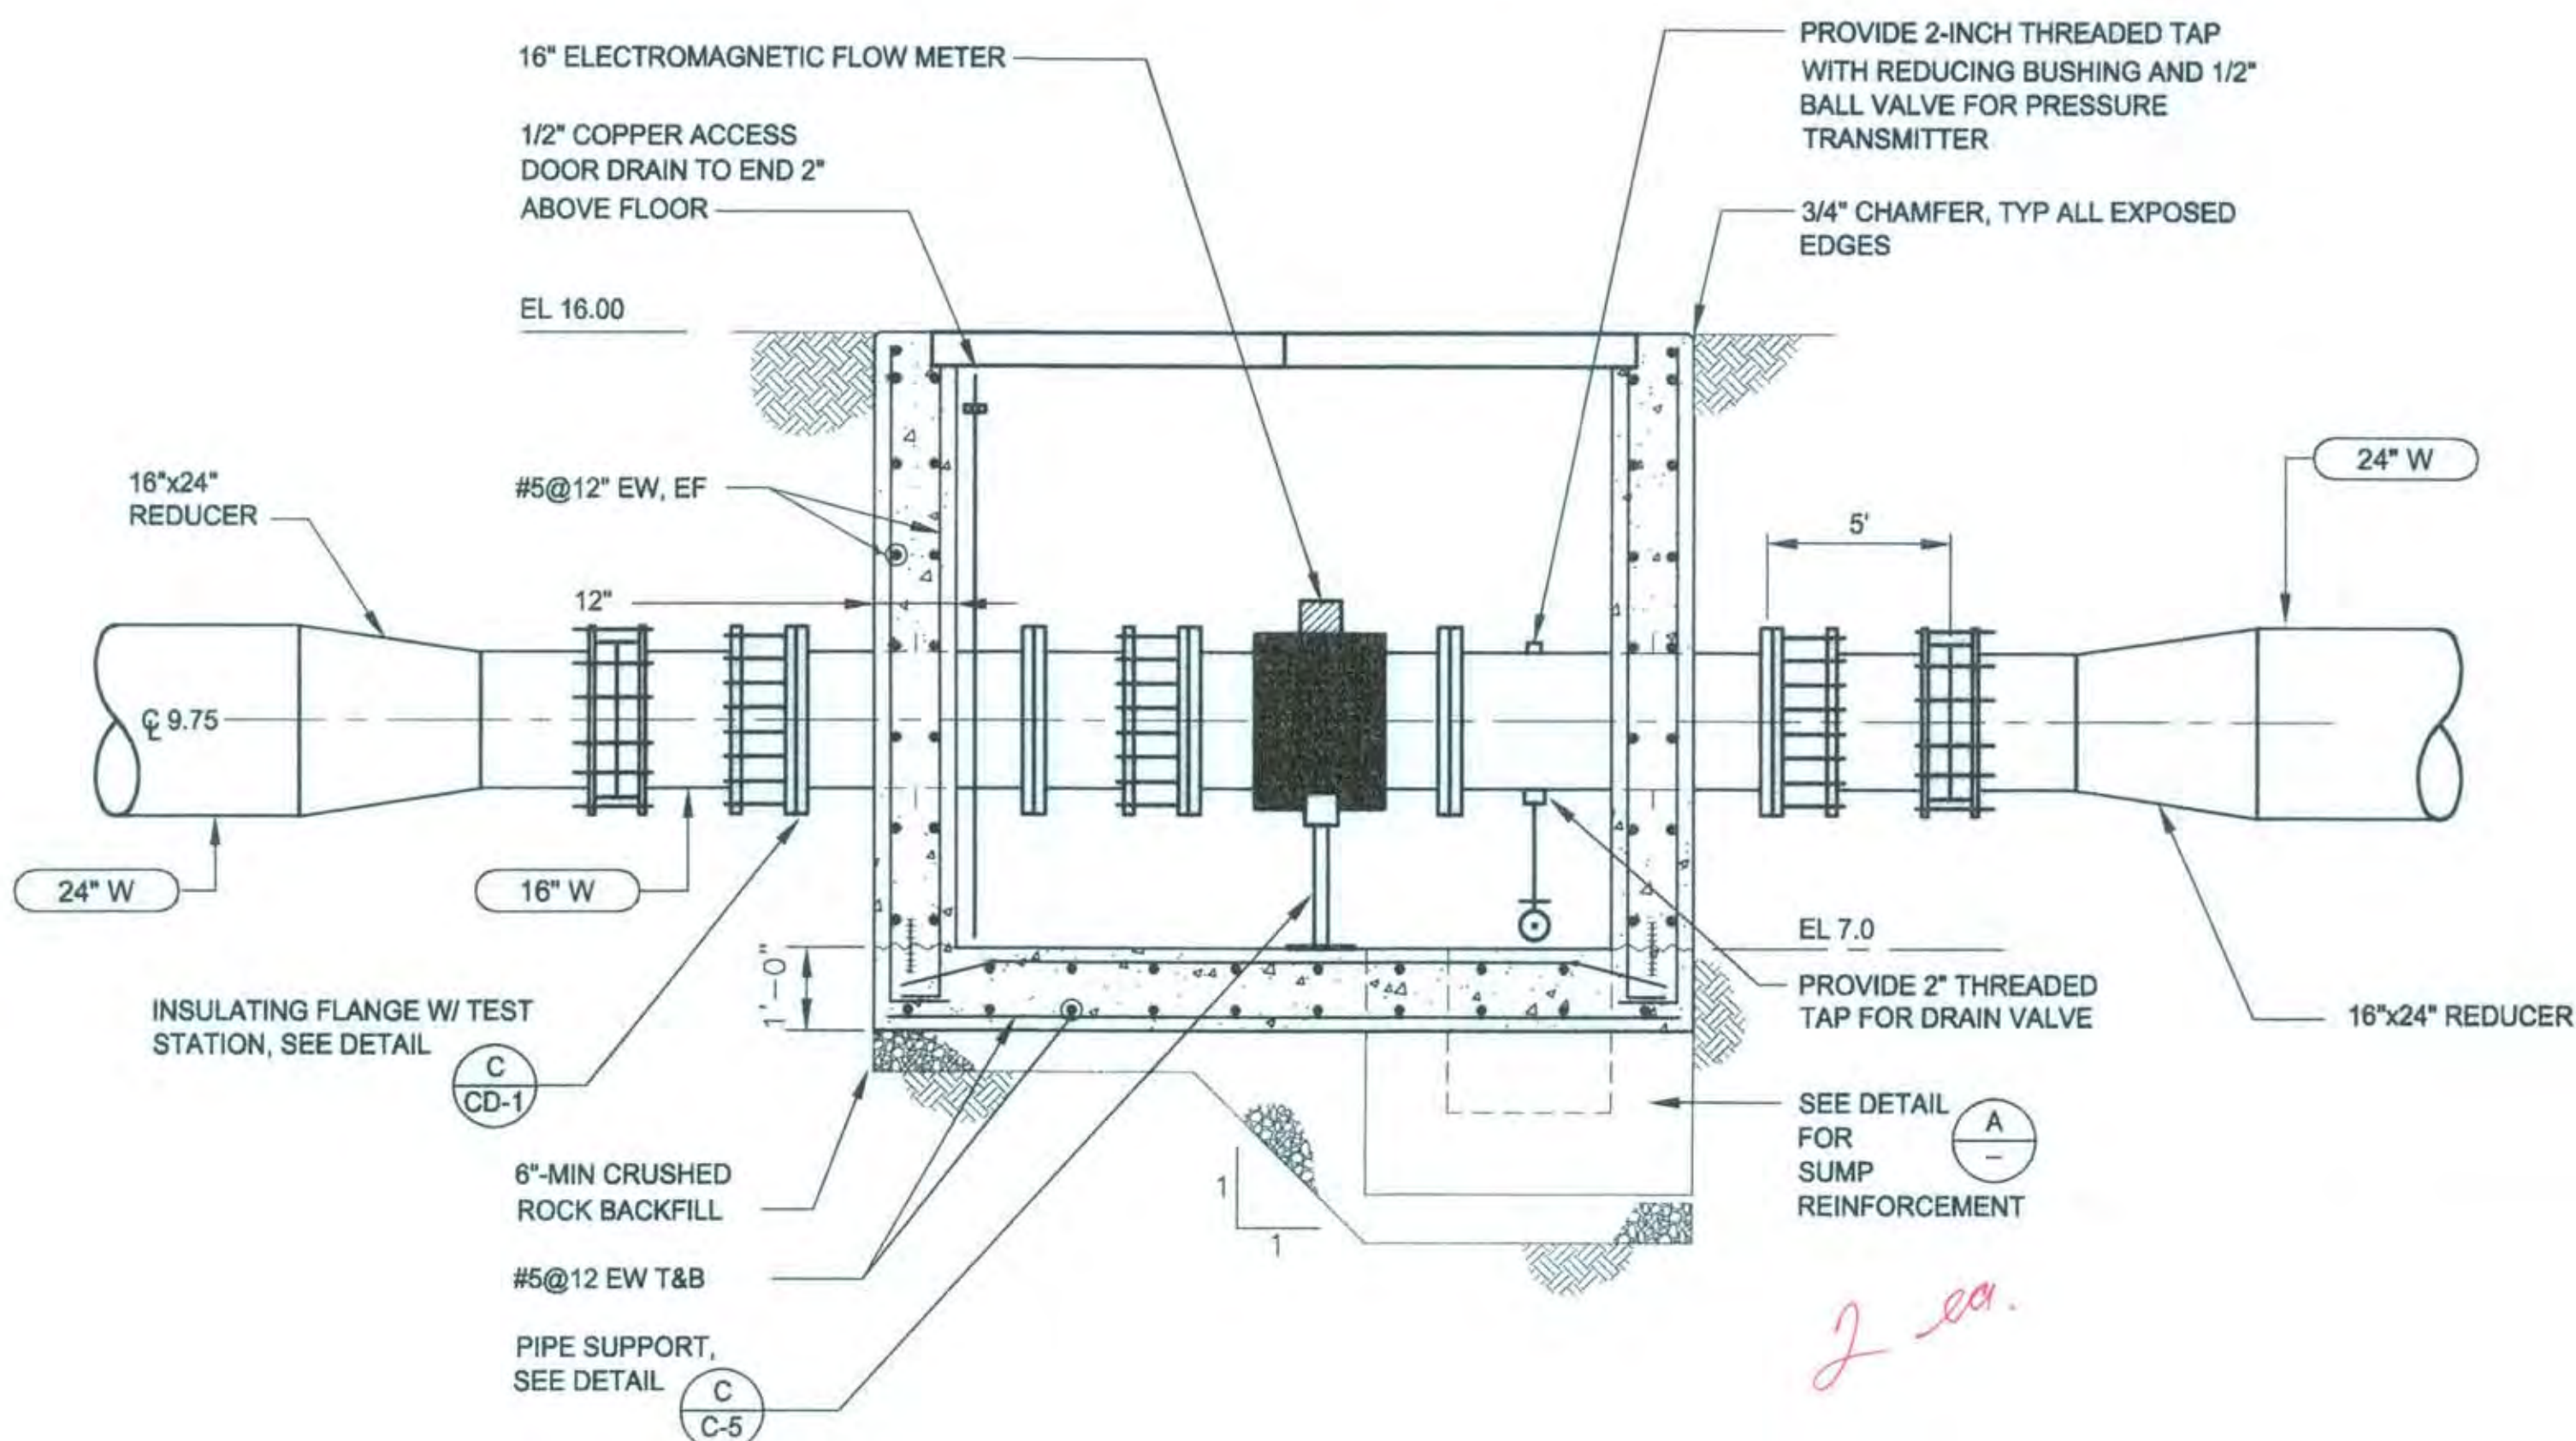 16" ELECTROMAGNETIC FLOW METER
1/2" COPPER ACCESS
DOOR DRAIN TO END 2"
ABOVE FLOOR
PROVIDE 2-INCH THREADED TAP
WITH REDUCING BUSHING AND 1/2"
BALL VALVE FOR PRESSURE
TRANSMITTER
3/4" CHAMFER, TYP ALL EXPOSED
EDGES
EL 16.00
16"x24"
REDUCER
#5@12" EW, EF
24" W
5'
12"
℄ 9.75
24" W
16" W
EL 7.0
1'-0"
INSULATING FLANGE W/ TEST
STATION, SEE DETAIL
C
CD-1
PROVIDE 2" THREADED
TAP FOR DRAIN VALVE
16"x24" REDUCER
SEE DETAIL
FOR
SUMP
REINFORCEMENT
A
–
6"-MIN CRUSHED
ROCK BACKFILL
1
1
#5@12 EW T&B
PIPE SUPPORT,
SEE DETAIL
C
C-5
2 ea.